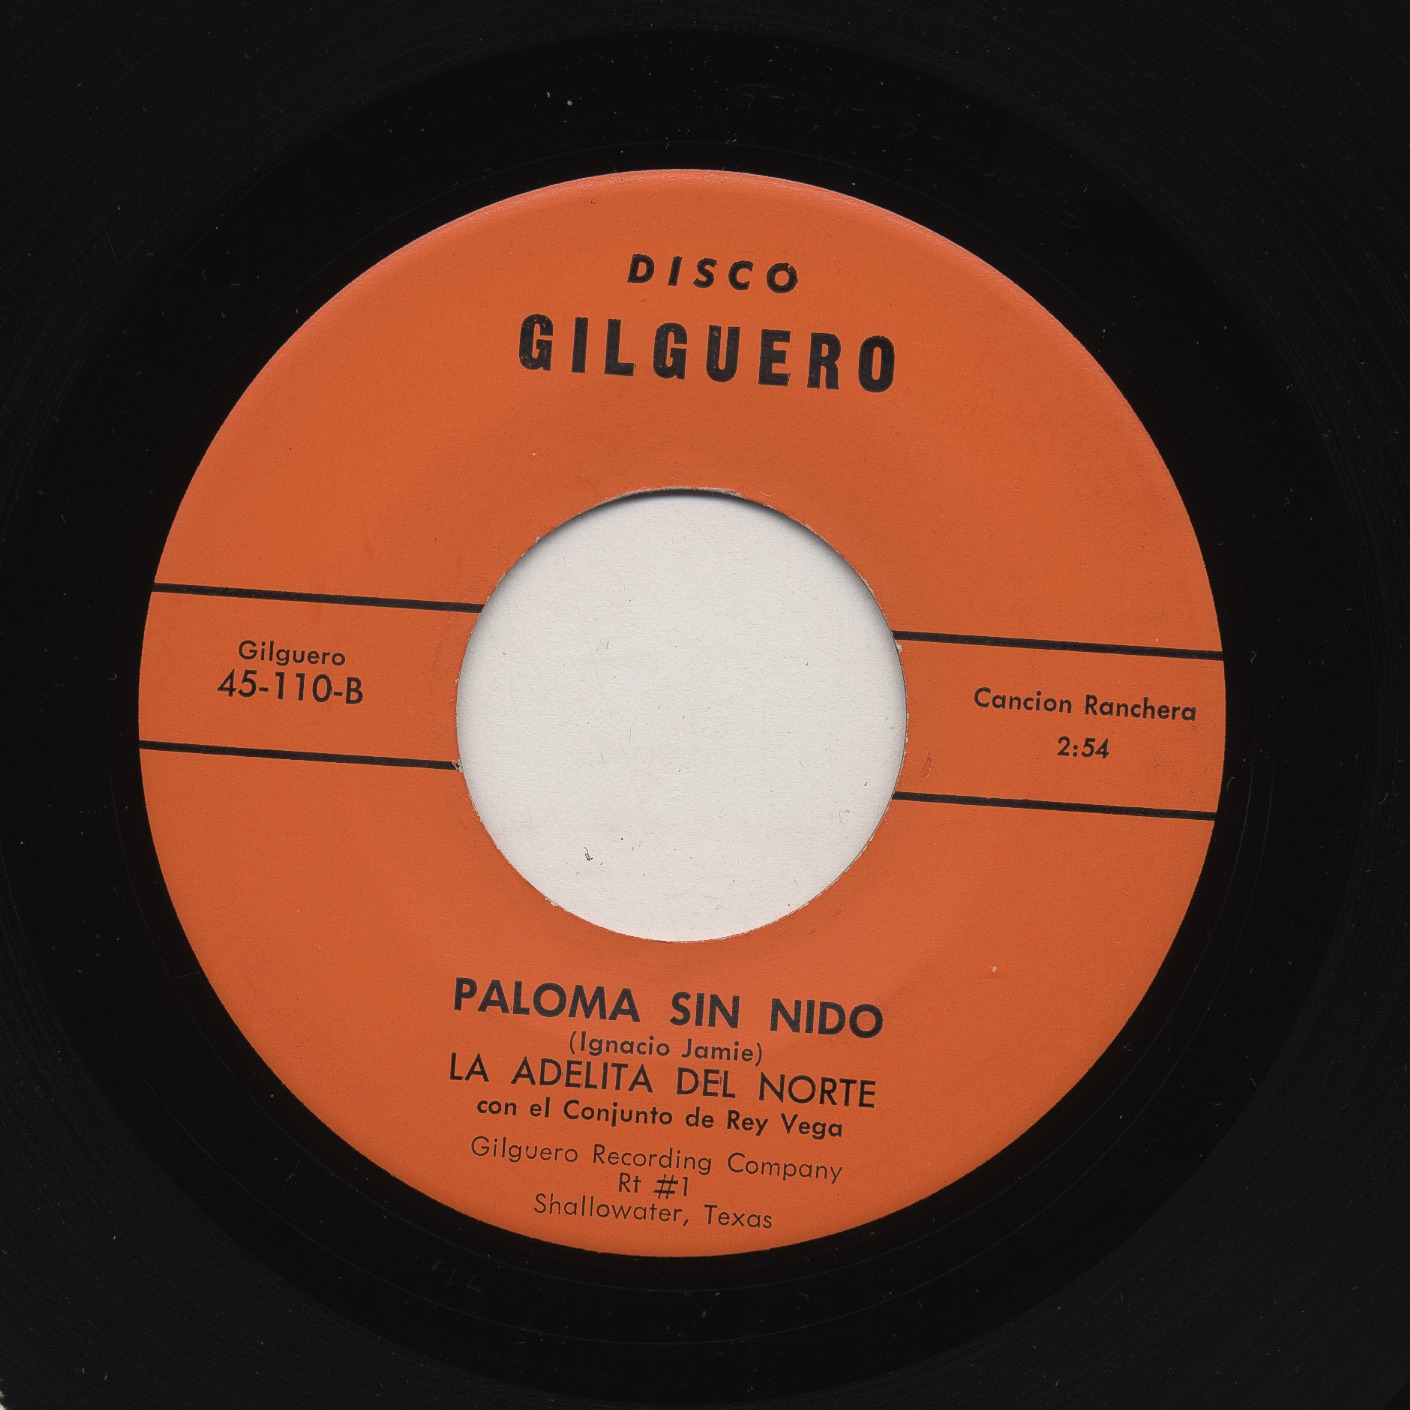 DISCO
GILGUERO
Gilguero
45-110-B
Cancion Ranchera
2:54
PALOMA SIN NIDO
(Ignacio Jamie)
LA ADELITA DEL NORTE
con el Conjunto de Rey Vega
Gilguero Recording Company
Rt #1
Shallowater, Texas